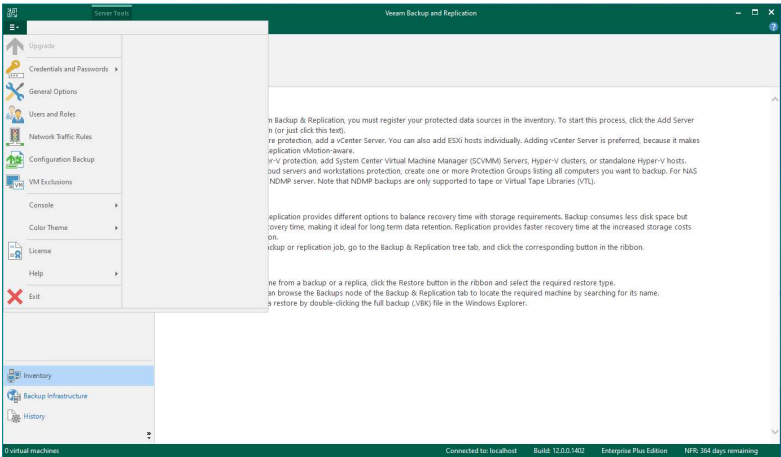 Server Tools
Veeam Backup and Replication
Upgrade
Credentials and Passwords
General Options
Users and Roles
Network Traffic Rules
Configuration Backup
VM Exclusions
Console
Color Theme
License
Help
Exit
m Backup & Replication, you must register your protected data sources in the inventory. To start this process, click the Add Server
n (or just click this text).
re protection, add a vCenter Server. You can also add ESXi hosts individually. Adding vCenter Server is preferred, because it makes
eplication vMotion-aware.
er-V protection, add System Center Virtual Machine Manager (SCVMM) Servers, Hyper-V clusters, or standalone Hyper-V hosts.
oud servers and workstations protection, create one or more Protection Groups listing all computers you want to backup. For NAS
NDMP server. Note that NDMP backups are only supported to tape or Virtual Tape Libraries (VTL).
eplication provides different options to balance recovery time with storage requirements. Backup consumes less disk space but
covery time, making it ideal for long term data retention. Replication provides faster recovery time at the increased storage costs
on.
ackup or replication job, go to the Backup & Replication tree tab, and click the corresponding button in the ribbon.
ne from a backup or a replica, click the Restore button in the ribbon and select the required restore type.
an browse the Backups node of the Backup & Replication tab to locate the required machine by searching for its name.
a restore by double-clicking the full backup (.VBK) file in the Windows Explorer.
Inventory
Backup Infrastructure
History
0 virtual machines
Connected to: localhost
Build: 12.0.0.1402
Enterprise Plus Edition
NFR: 364 days remaining